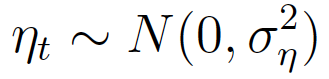 η_t ∼ N(0, σ_η^2)